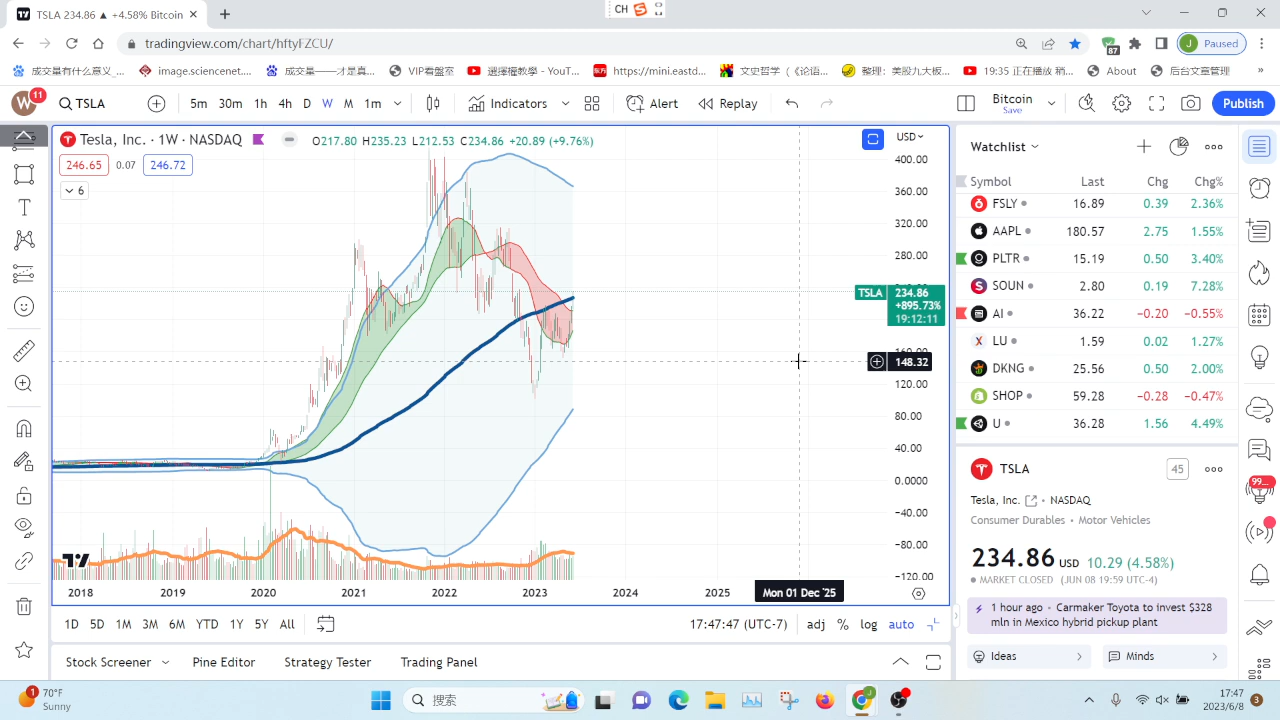 TSLA 234.86 ▲ +4.58% Bitcoin
CH
tradingview.com/chart/hftyFZCU/
87
J Paused
成交量有什么意义_...
image.sciencenet...
成交量——才是真...
VIP看盤室
選擇權教學 - YouT...
https://mini.eastd...
文史哲学（《论语...
整理：美股九大板...
19:35 正在播放 稍...
About
后台文章管理
»
W 11
TSLA
5m 30m 1h 4h D W M 1m
Indicators
Alert
Replay
Bitcoin
Save
Publish
Tesla, Inc. · 1W · NASDAQ
O217.80 H235.23 L212.53 C234.86 +20.89 (+9.76%)
246.65 0.07 246.72
6
USD
400.00
360.00
320.00
280.00
TSLA 234.86
+895.73%
19:12:11
160.00
148.32
120.00
80.00
40.00
0.0000
−40.00
−80.00
−120.00
2018 2019 2020 2021 2022 2023 2024 2025 Mon 01 Dec '25
1D 5D 1M 3M 6M YTD 1Y 5Y All
17:47:47 (UTC-7) adj % log auto
Stock Screener Pine Editor Strategy Tester Trading Panel
Watchlist
Symbol Last Chg Chg%
FSLY 16.89 0.39 2.36%
AAPL 180.57 2.75 1.55%
PLTR 15.19 0.50 3.40%
SOUN 2.80 0.19 7.28%
AI 36.22 −0.20 −0.55%
LU 1.59 0.02 1.27%
DKNG 25.56 0.50 2.00%
SHOP 59.28 −0.28 −0.47%
U 36.28 1.56 4.49%
TSLA 45
Tesla, Inc. • NASDAQ
Consumer Durables • Motor Vehicles
234.86 USD 10.29 (4.58%)
MARKET CLOSED (JUN 08 19:59 UTC-4)
1 hour ago • Carmaker Toyota to invest $328
mln in Mexico hybrid pickup plant
Ideas
Minds
99...
1
70°F
Sunny
搜索
17:47
2023/6/8
3